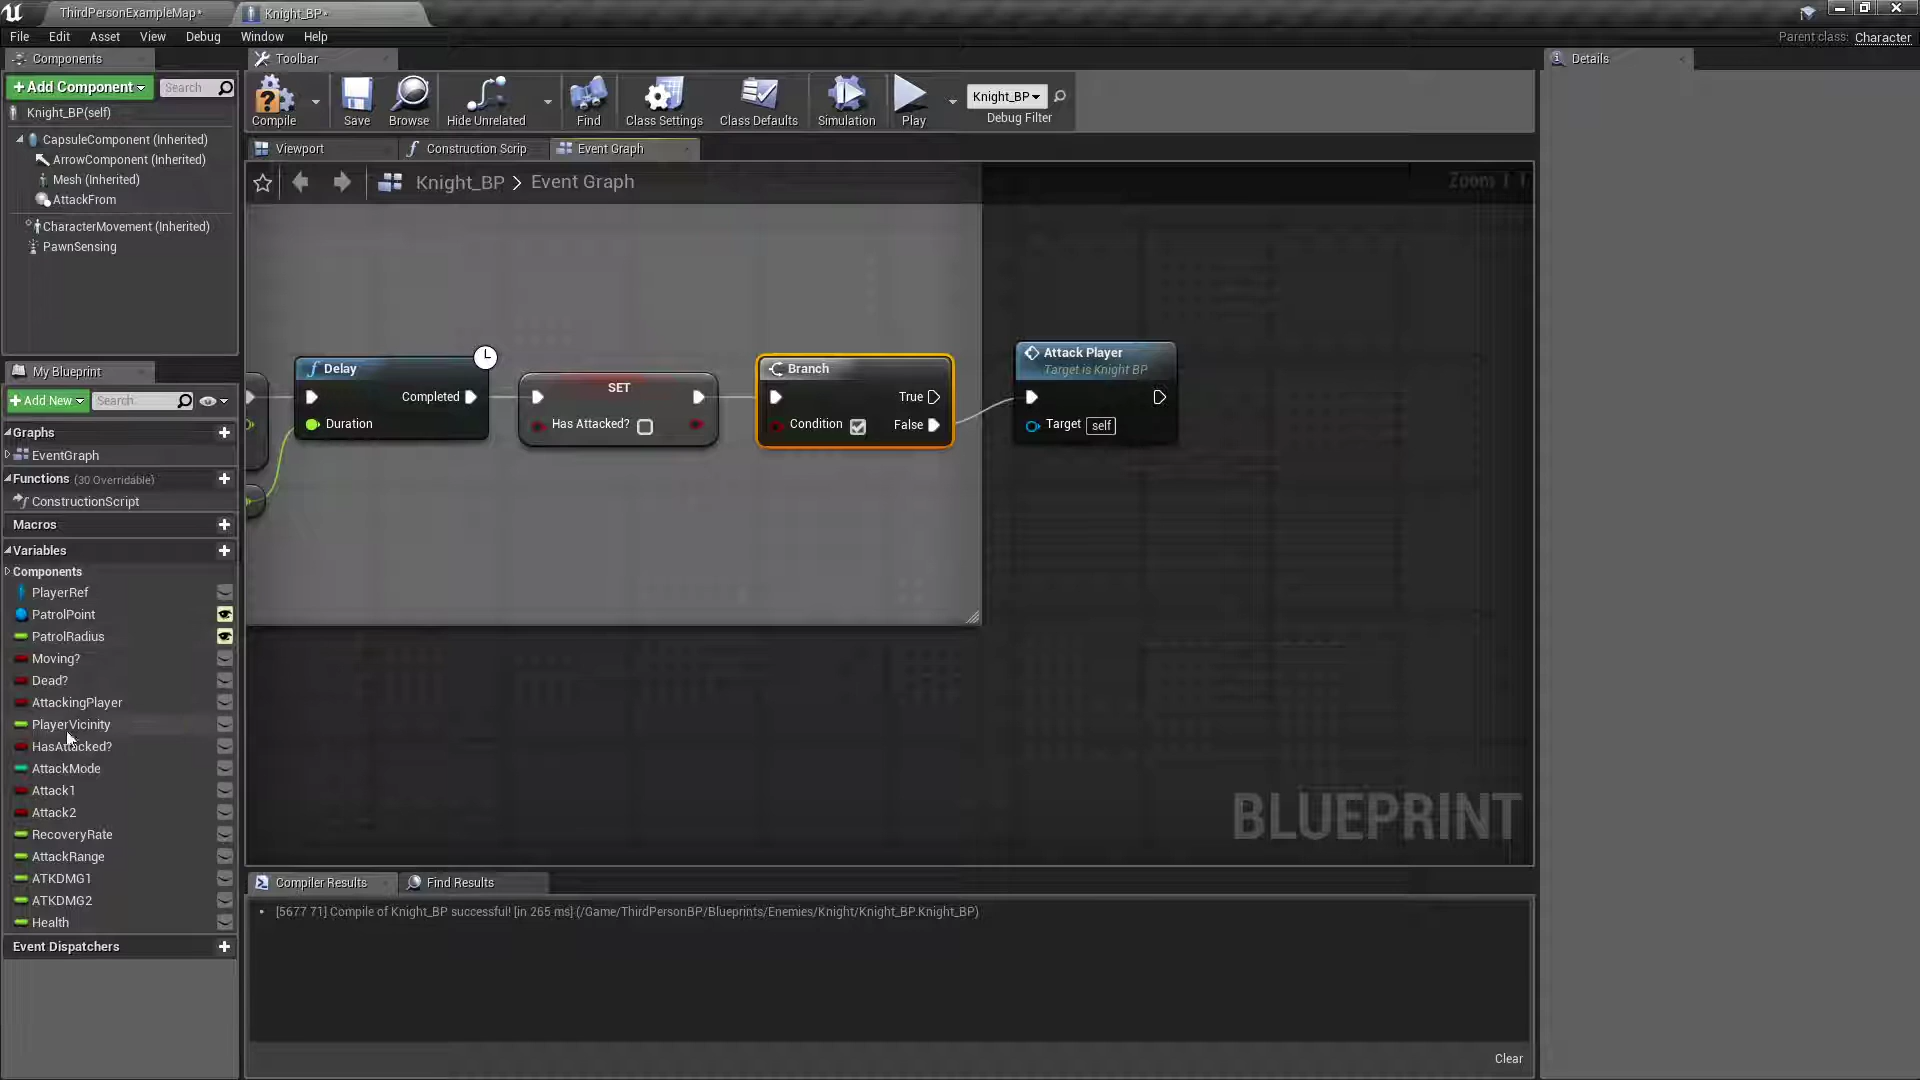 ThirdPersonExampleMap*
Knight_BP*
File Edit Asset View Debug Window Help
Parent class: Character
Components
Toolbar
Details
+ Add Component
Search
Knight_BP(self)
CapsuleComponent (Inherited)
ArrowComponent (Inherited)
Mesh (Inherited)
AttackFrom
CharacterMovement (Inherited)
PawnSensing
Compile
Save
Browse
Hide Unrelated
Find
Class Settings
Class Defaults
Simulation
Play
Knight_BP
Debug Filter
Viewport
Construction Scrip
Event Graph
Knight_BP > Event Graph
Zoom 1:1
Delay
Completed
Duration
SET
Has Attacked?
Branch
True
Condition
False
Attack Player
Target is Knight BP
Target self
BLUEPRINT
My Blueprint
+ Add New
Search
Graphs
EventGraph
Functions (30 Overridable)
ConstructionScript
Macros
Variables
Components
PlayerRef
PatrolPoint
PatrolRadius
Moving?
Dead?
AttackingPlayer
PlayerVicinity
HasAttacked?
AttackMode
Attack1
Attack2
RecoveryRate
AttackRange
ATKDMG1
ATKDMG2
Health
Event Dispatchers
Compiler Results
Find Results
[5677 71] Compile of Knight_BP successful! [in 265 ms] (/Game/ThirdPersonBP/Blueprints/Enemies/Knight/Knight_BP.Knight_BP)
Clear